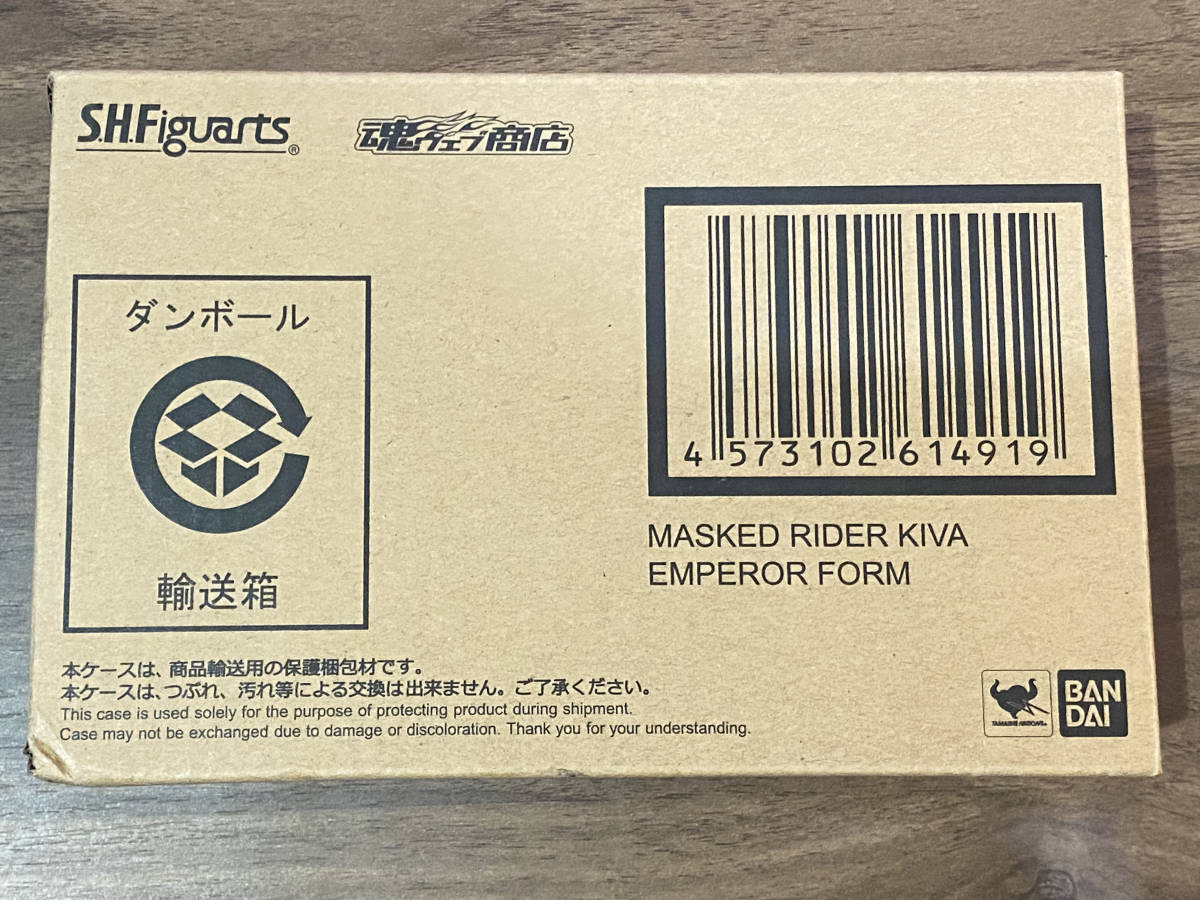 S.H.Figuarts®
魂ウェブ商店
4 573102 614919
MASKED RIDER KIVA
EMPEROR FORM
ダンボール
輸送箱
本ケースは、商品輸送用の保護梱包材です。
本ケースは、つぶれ、汚れ等による交換は出来ません。ご了承ください。
This case is used solely for the purpose of protecting product during shipment.
Case may not be exchanged due to damage or discoloration. Thank you for your understanding.
TAMASHII NATIONS
BAN
DAI